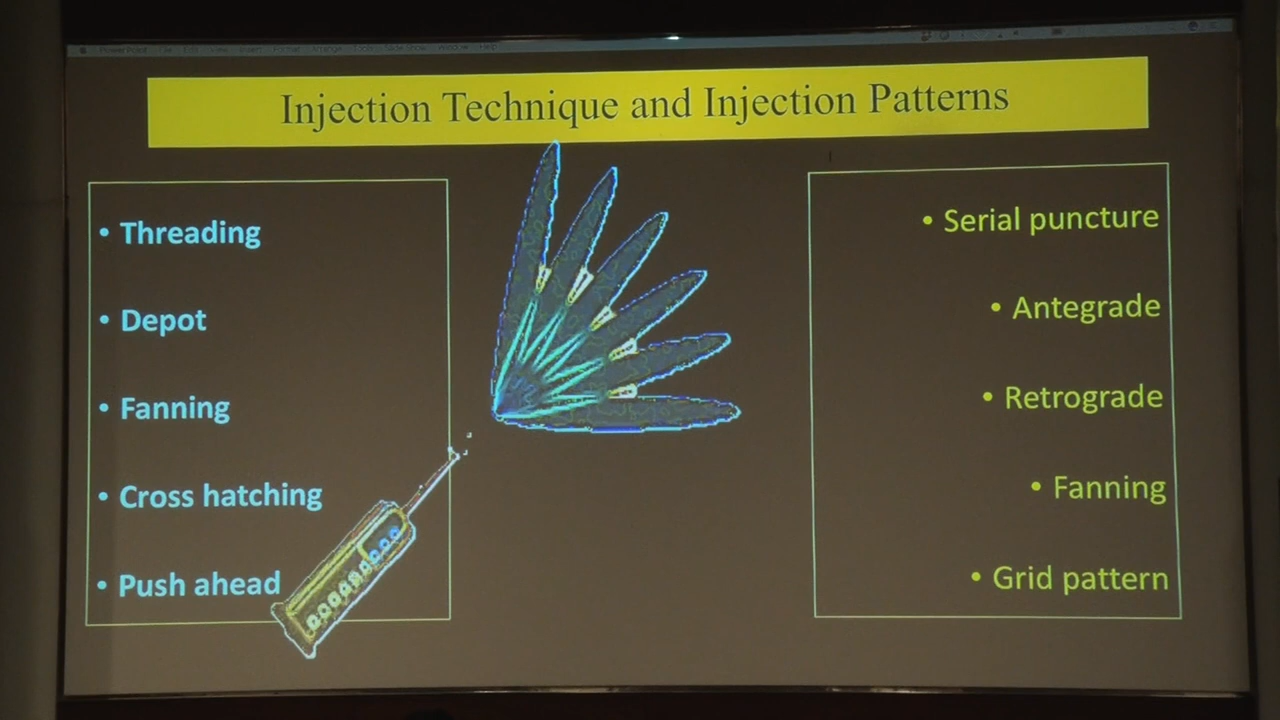 Injection Technique and Injection Patterns
• Threading
• Depot
• Fanning
• Cross hatching
• Push ahead
• Serial puncture
• Antegrade
• Retrograde
• Fanning
• Grid pattern